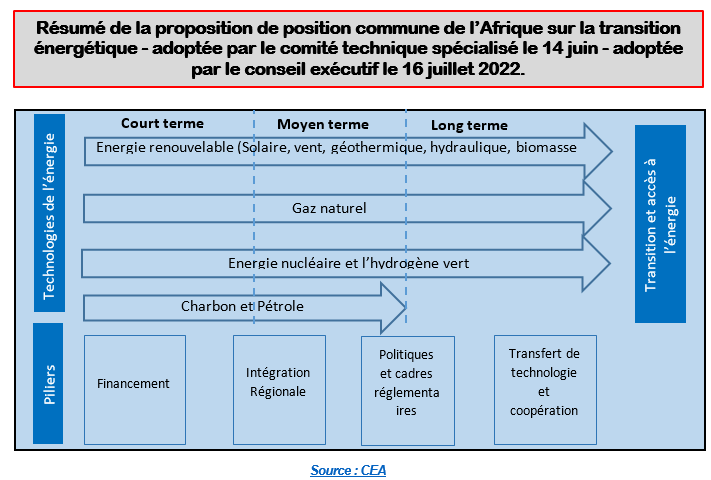 Résumé de la proposition de position commune de l’Afrique sur la transition
énergétique - adoptée par le comité technique spécialisé le 14 juin - adoptée
par le conseil exécutif le 16 juillet 2022.
Court terme
Moyen terme
Long terme
Technologies de l’énergie
Energie renouvelable (Solaire, vent, géothermique, hydraulique, biomasse
Gaz naturel
Energie nucléaire et l’hydrogène vert
Charbon et Pétrole
Transition et accès à
l’énergie
Piliers
Financement
Intégration
Régionale
Politiques
et cadres
réglementa
ires
Transfert de
technologie
et
coopération
Source : CEA